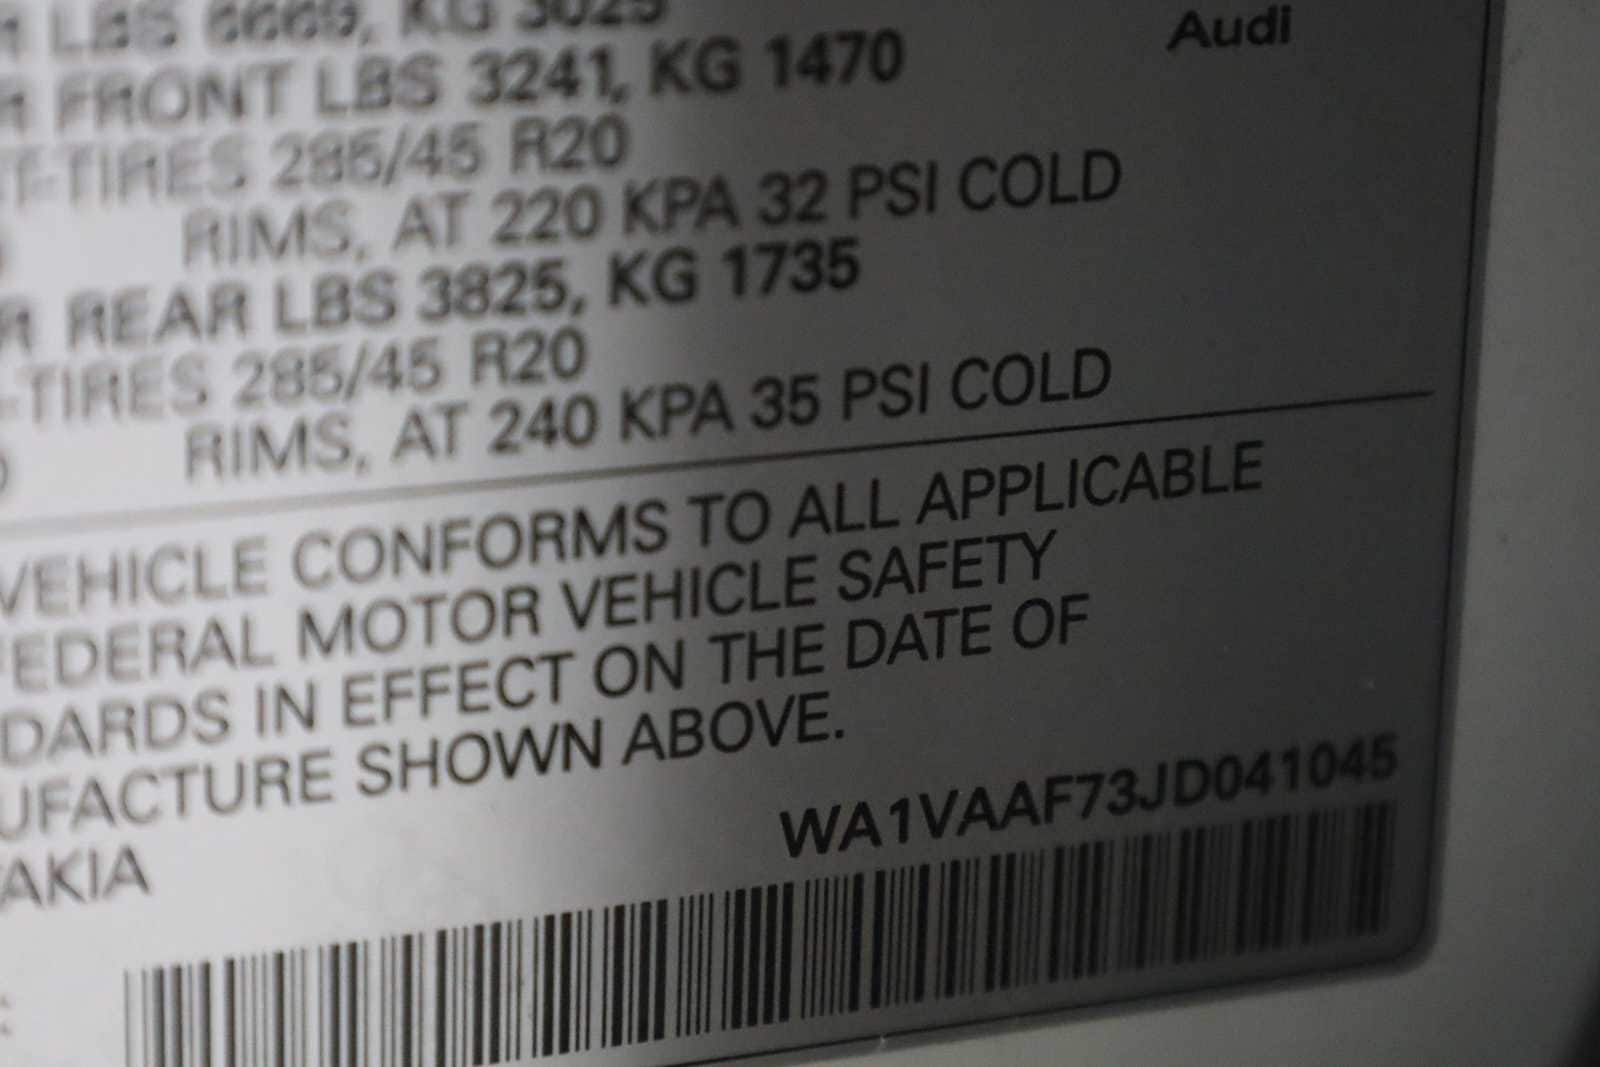 LBS 6669, KG 3025
Audi
FRONT LBS 3241, KG 1470
T-TIRES 285/45 R20
RIMS, AT 220 KPA 32 PSI COLD
R REAR LBS 3825, KG 1735
-TIRES 285/45 R20
RIMS, AT 240 KPA 35 PSI COLD
VEHICLE CONFORMS TO ALL APPLICABLE
FEDERAL MOTOR VEHICLE SAFETY
DARDS IN EFFECT ON THE DATE OF
UFACTURE SHOWN ABOVE.
WA1VAAF73JD041045
AKIA